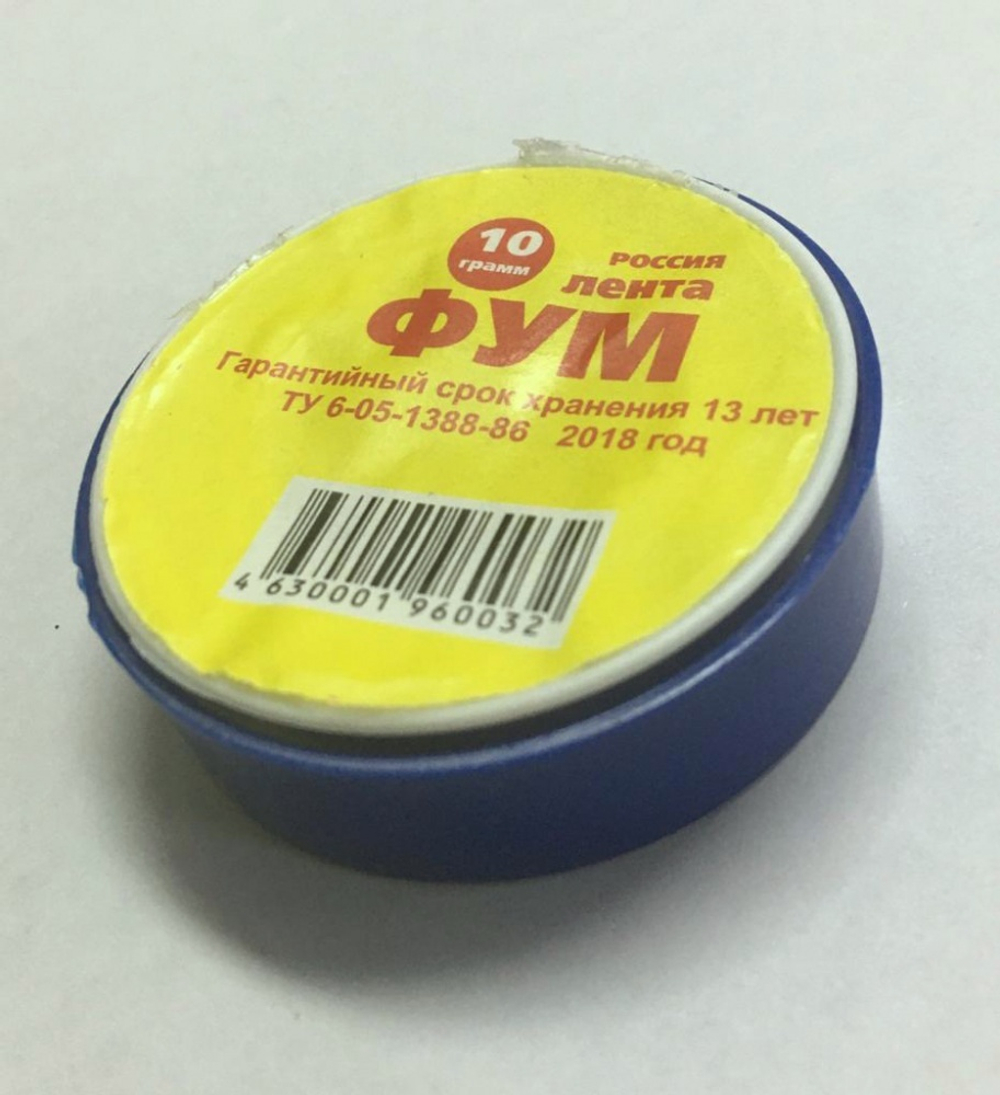 10
грамм
РОССИЯ
лента
ФУМ
Гарантийный срок хранения 13 лет
ТУ 6-05-1388-86 2018 год
4 630001 960032